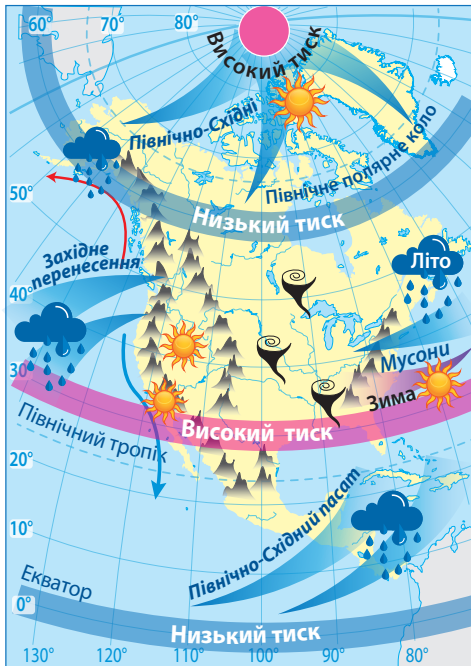 60°
70°
80°
Високий тиск
Північно-Східні
Північне полярне коло
50°
Низький тиск
Західне
перенесення
Літо
40°
Мусони
30°
Зима
Високий тиск
Північний тропік
20°
Північно-Східний пасат
10°
Екватор
0°
Низький тиск
130°
120°
110°
100°
90°
80°